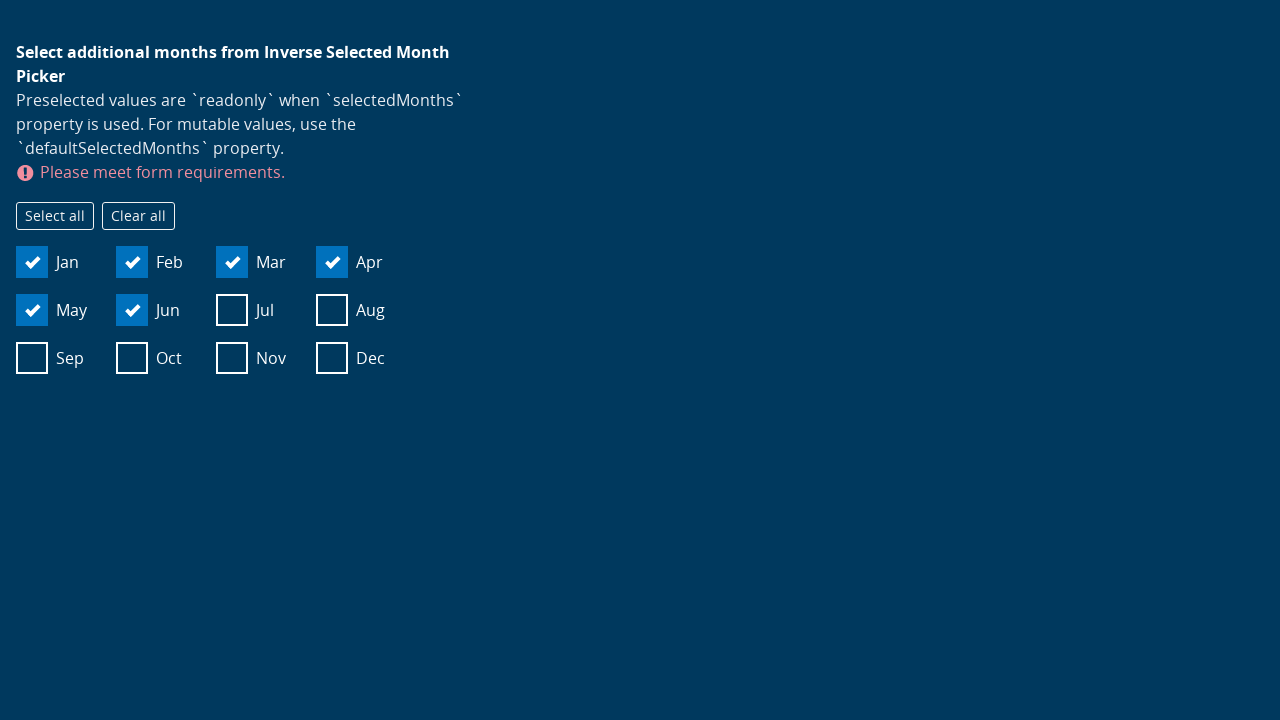 Select additional months from Inverse Selected Month
Picker
Preselected values are `readonly` when `selectedMonths`
property is used. For mutable values, use the
`defaultSelectedMonths` property.
Please meet form requirements.
Select all Clear all
Jan Feb Mar Apr
May Jun Jul Aug
Sep Oct Nov Dec